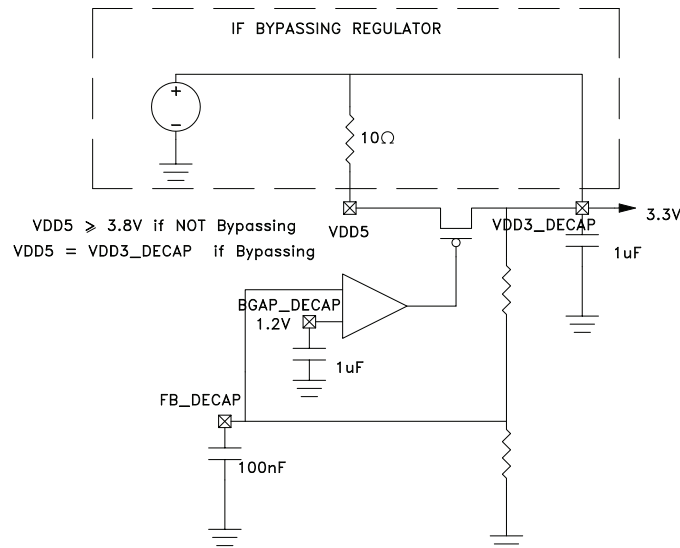 IF BYPASSING REGULATOR
+
−
10Ω
VDD5 ⩾ 3.8V if NOT Bypassing
VDD5 = VDD3_DECAP if Bypassing
VDD5
VDD3_DECAP
3.3V
1uF
BGAP_DECAP
1.2V
1uF
FB_DECAP
100nF